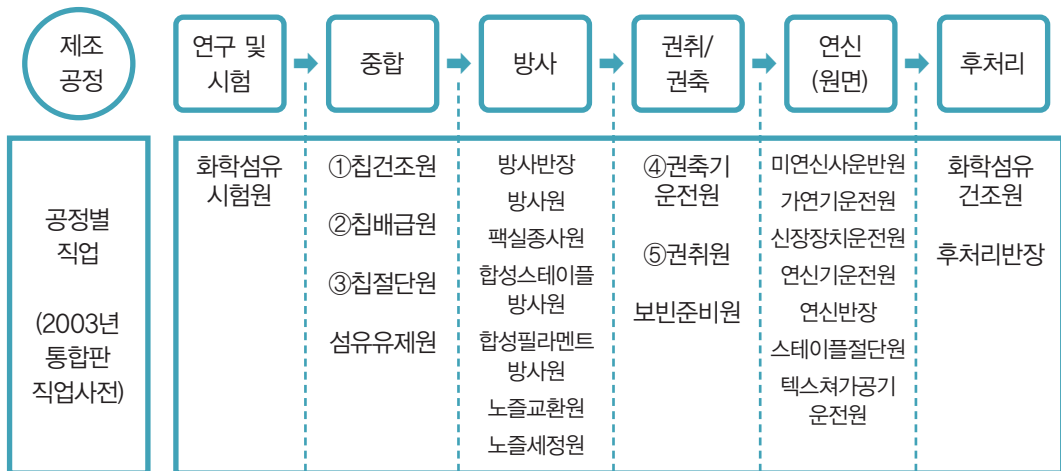 제조
공정
연구 및
시험
중합
방사
권취/
권축
연신
(원면)
후처리
공정별
직업
(2003년
통합판
직업사전)
화학섬유
시험원
①칩건조원
②칩배급원
③칩절단원
섬유유제원
방사반장
방사원
팩실종사원
합성스테이플
방사원
합성필라멘트
방사원
노즐교환원
노즐세정원
④권축기
운전원
⑤권취원
보빈준비원
미연신사운반원
가연기운전원
신장장치운전원
연신기운전원
연신반장
스테이플절단원
텍스쳐가공기
운전원
화학섬유
건조원
후처리반장